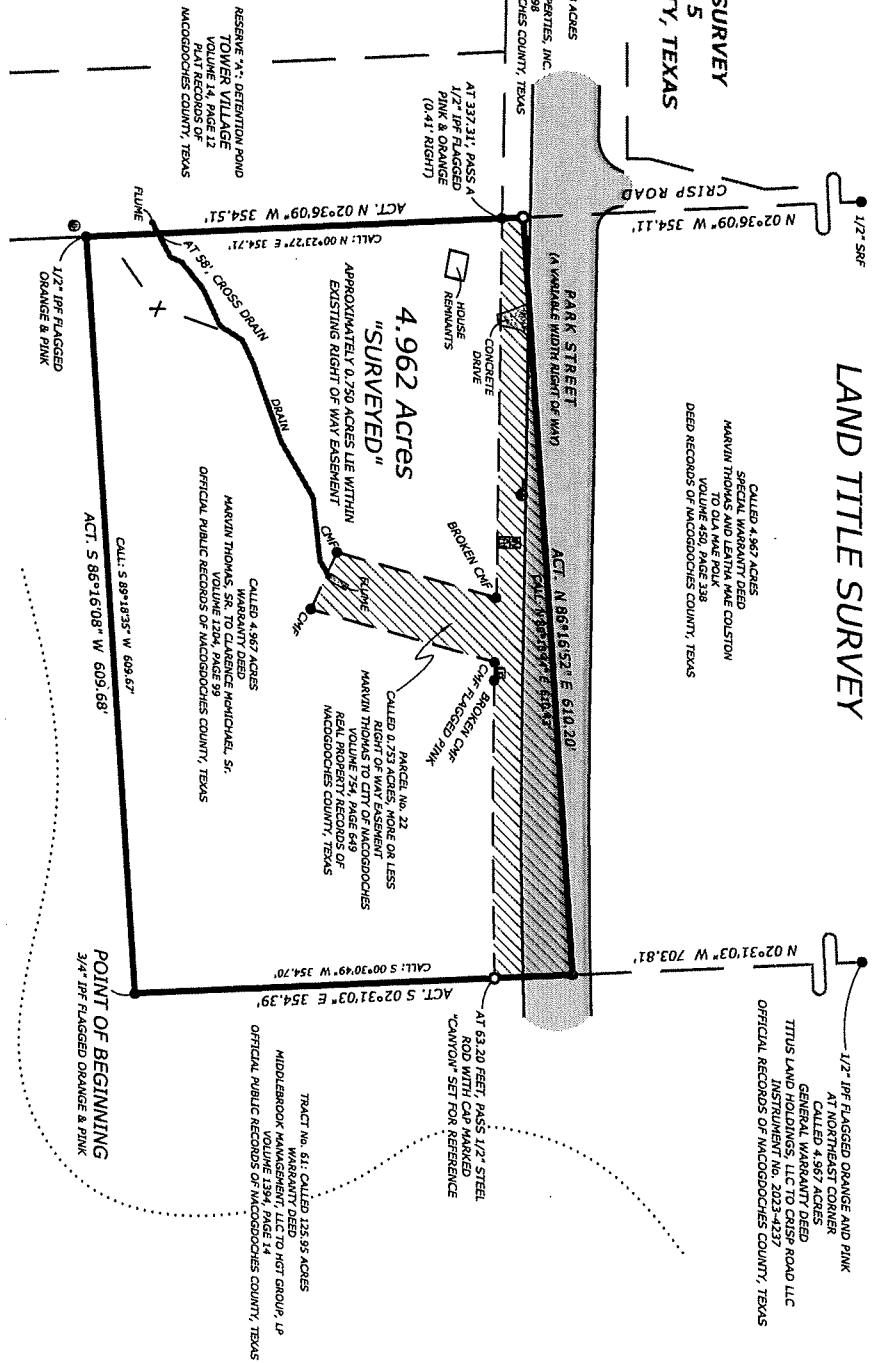 LAND TITLE SURVEY
SURVEY
5
TY, TEXAS
ACRES
PERTIES, INC.
98
CHES COUNTY, TEXAS
1/2" SRF
N 02°36'09" W 354.11'
CRISP ROAD
CALLED 4.967 ACRES
SPECIAL WARRANTY DEED
MARVIN THOMAS AND LEATHA MAE COLSTON
TO OLA MAE POLK
VOLUME 450, PAGE 338
DEED RECORDS OF NACOGDOCHES COUNTY, TEXAS
1/2" IPF FLAGGED ORANGE AND PINK
AT NORTHEAST CORNER
CALLED 4.967 ACRES
GENERAL WARRANTY DEED
TITUS LAND HOLDINGS, LLC TO CRISP ROAD LLC
INSTRUMENT No. 2023-4237
OFFICIAL RECORDS OF NACOGDOCHES COUNTY, TEXAS
N 02°31'03" W 703.81'
PARK STREET
(A VARIABLE WIDTH RIGHT OF WAY)
ACT. N 86°16'52" E 610.20'
AT 337.31', PASS A
1/2" IPF FLAGGED
PINK & ORANGE
(0.41' RIGHT)
CONCRETE
DRIVE
HOUSE
REMNANTS
BROKEN CMF
BROKEN CMF
CMF FLAGGED PINK
AT 63.20 FEET, PASS 1/2" STEEL
ROD WITH CAP MARKED
"CANYON" SET FOR REFERENCE
4.962 Acres
"SURVEYED"
APPROXIMATELY 0.750 ACRES LIE WITHIN
EXISTING RIGHT OF WAY EASEMENT
ACT. N 02°36'09" W 354.51'
CALL: N 00°23'27" E 354.71'
RESERVE "A": DETENTION POND
TOWER VILLAGE
VOLUME 14, PAGE 12
PLAT RECORDS OF
NACOGDOCHES COUNTY, TEXAS
FLUME
AT 58', CROSS DRAIN
DRAIN
CMF
FLUME
CMF
PARCEL No. 22
CALLED 0.753 ACRES, MORE OR LESS
RIGHT OF WAY EASEMENT
MARVIN THOMAS TO CITY OF NACOGDOCHES
VOLUME 754, PAGE 649
REAL PROPERTY RECORDS OF
NACOGDOCHES COUNTY, TEXAS
CALL: S 00°30'49" W 354.70'
ACT. S 02°31'03" E 354.39'
CALLED 4.967 ACRES
WARRANTY DEED
MARVIN THOMAS, SR. TO CLARENCE McMICHAEL, Sr.
VOLUME 1204, PAGE 99
OFFICIAL PUBLIC RECORDS OF NACOGDOCHES COUNTY, TEXAS
TRACT No. 61: CALLED 125.95 ACRES
WARRANTY DEED
MIDDLEBROOK MANAGEMENT, LLC TO HGT GROUP, LP
VOLUME 1394, PAGE 14
OFFICIAL PUBLIC RECORDS OF NACOGDOCHES COUNTY, TEXAS
1/2" IPF FLAGGED
ORANGE & PINK
CALL: S 89°18'35" W 609.67'
ACT. S 86°16'08" W 609.68'
POINT OF BEGINNING
3/4" IPF FLAGGED ORANGE & PINK